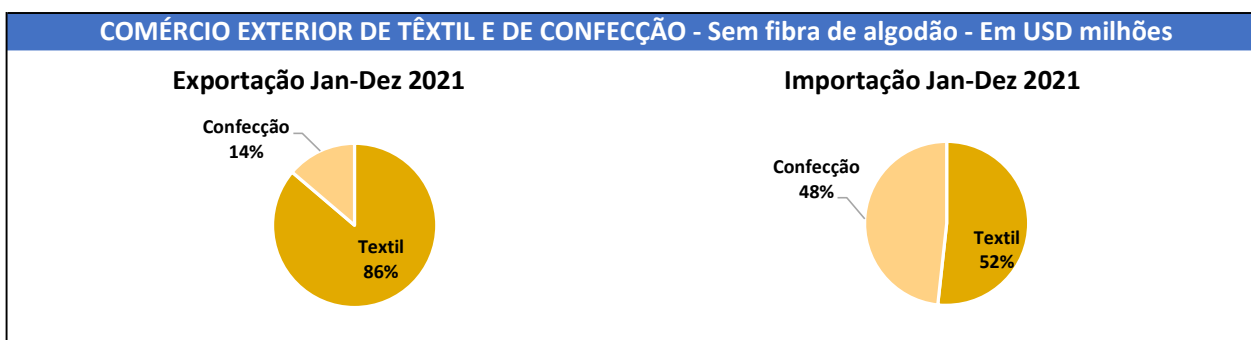 COMÉRCIO EXTERIOR DE TÊXTIL E DE CONFECÇÃO - Sem fibra de algodão - Em USD milhões
Exportação Jan-Dez 2021
Confecção
14%
Textil
86%
Importação Jan-Dez 2021
Confecção
48%
Textil
52%